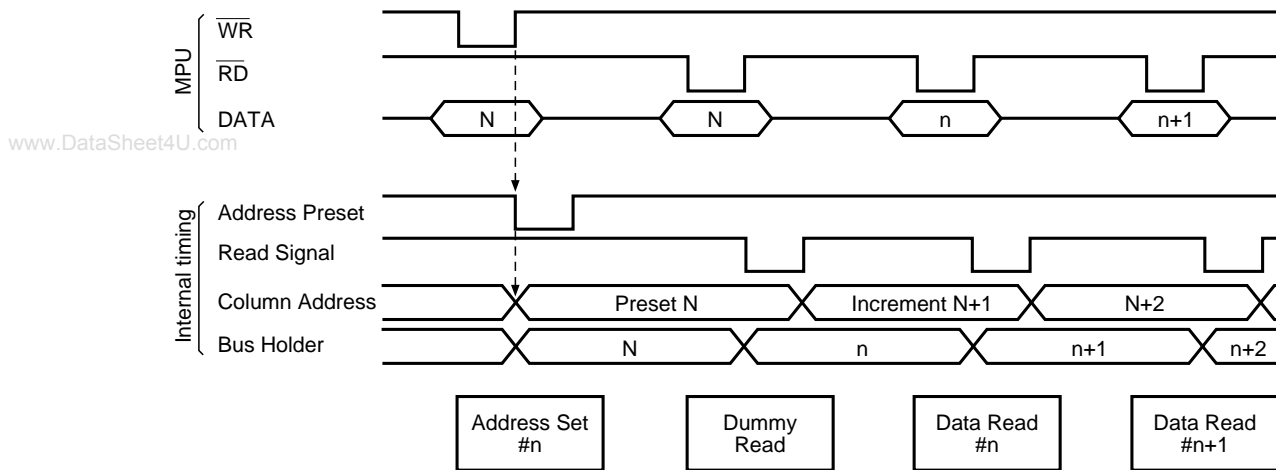 MPU
WR
RD
DATA
N
N
n
n+1
www.DataSheet4U.com
Internal timing
Address Preset
Read Signal
Column Address
Preset N
Increment N+1
N+2
Bus Holder
N
n
n+1
n+2
Address Set
#n
Dummy
Read
Data Read
#n
Data Read
#n+1